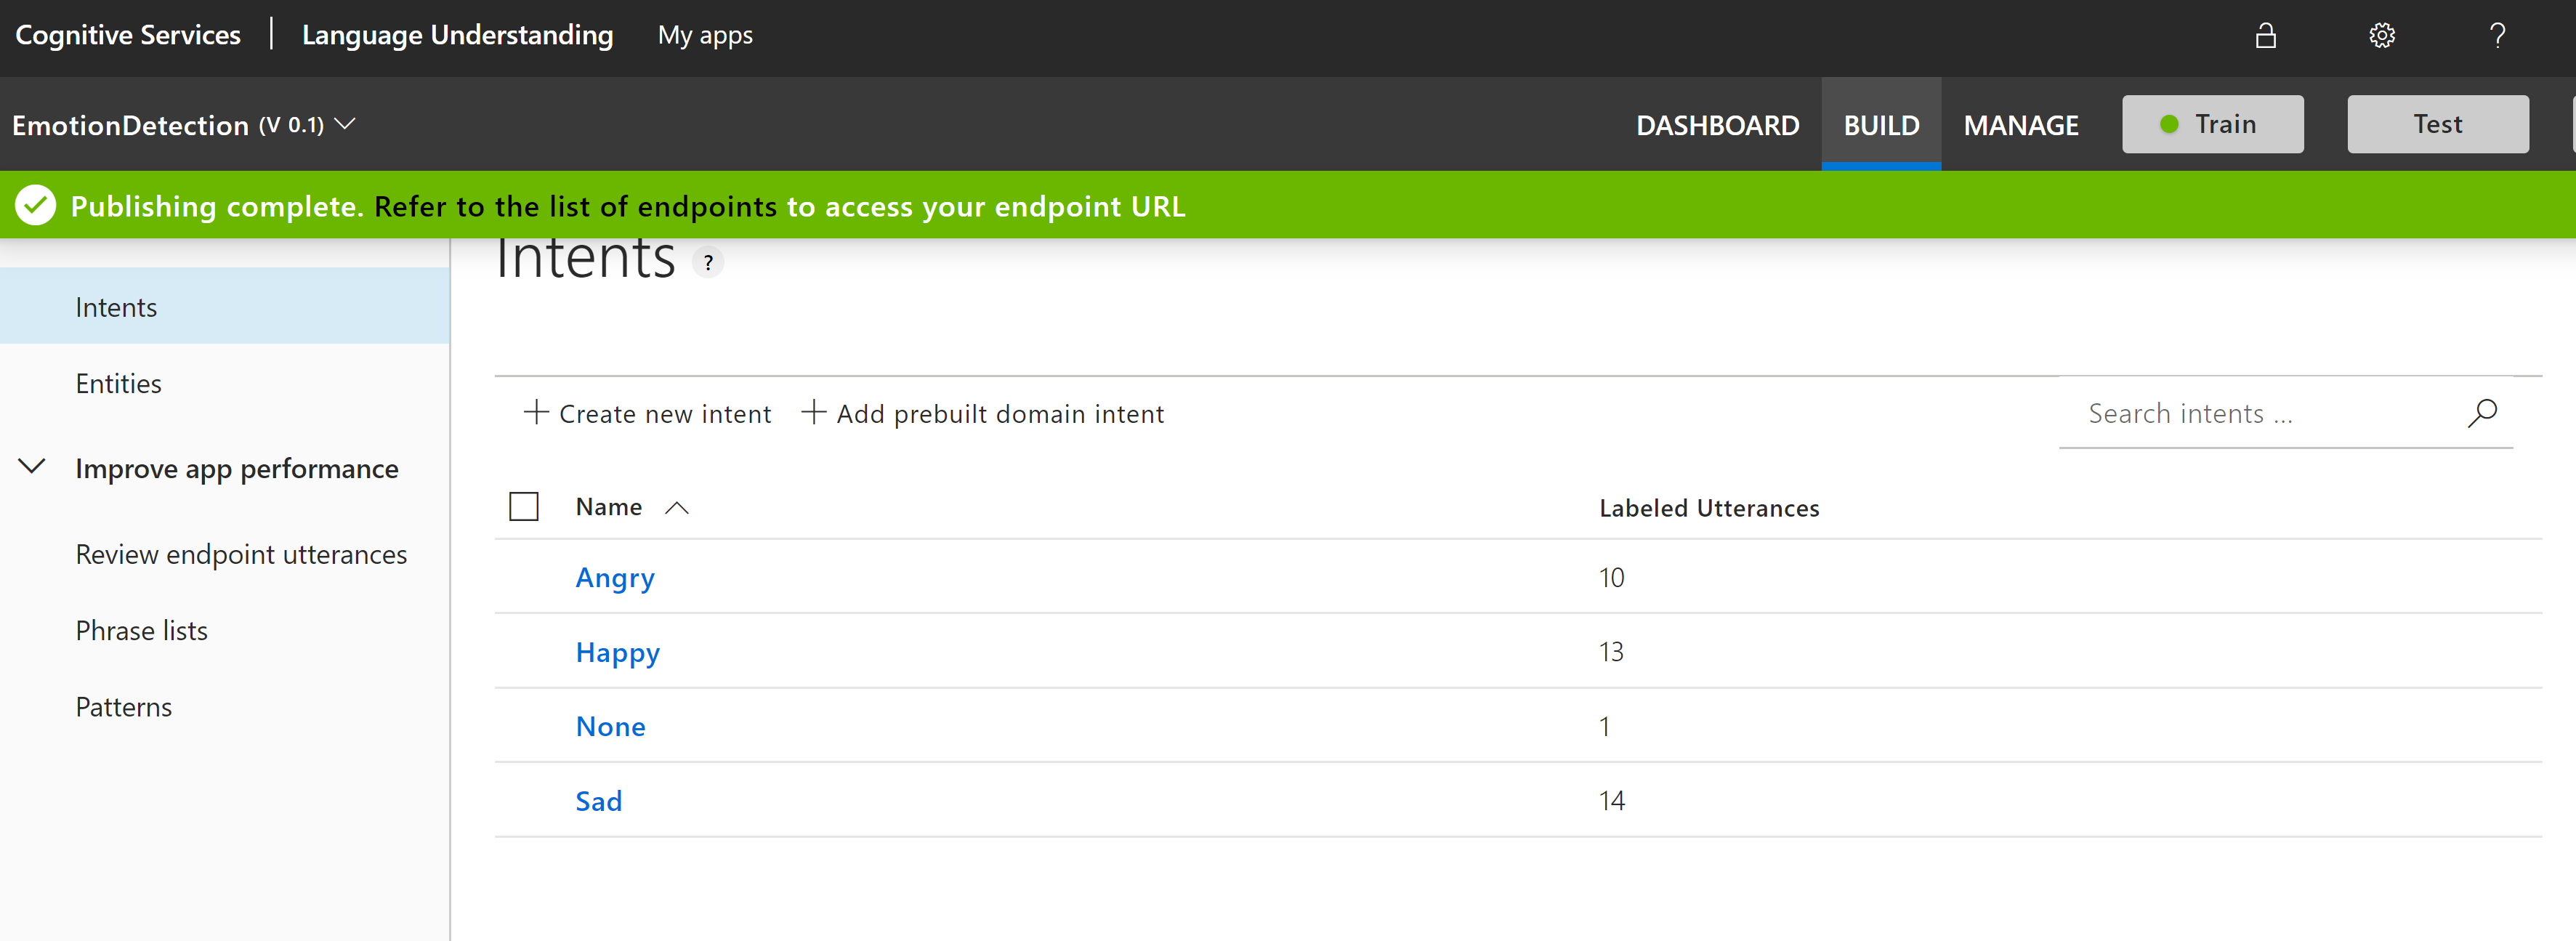 Cognitive Services | Language Understanding My apps ?
EmotionDetection (V 0.1) DASHBOARD BUILD MANAGE Train Test
Publishing complete. Refer to the list of endpoints to access your endpoint URL
Intents ?
Intents
Entities
Improve app performance
Review endpoint utterances
Phrase lists
Patterns
+ Create new intent + Add prebuilt domain intent Search intents ...
Name Labeled Utterances
Angry 10
Happy 13
None 1
Sad 14